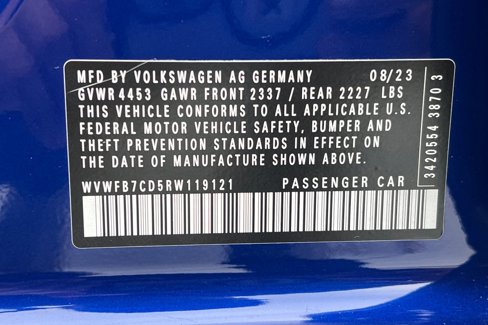 MFD BY VOLKSWAGEN AG GERMANY 08/23
GVWR 4453 GAWR FRONT 2337 / REAR 2227 LBS
THIS VEHICLE CONFORMS TO ALL APPLICABLE U.S.
FEDERAL MOTOR VEHICLE SAFETY, BUMPER AND
THEFT PREVENTION STANDARDS IN EFFECT ON
THE DATE OF MANUFACTURE SHOWN ABOVE.
WVWFB7CD5RW119121 PASSENGER CAR
3420554 3870 3